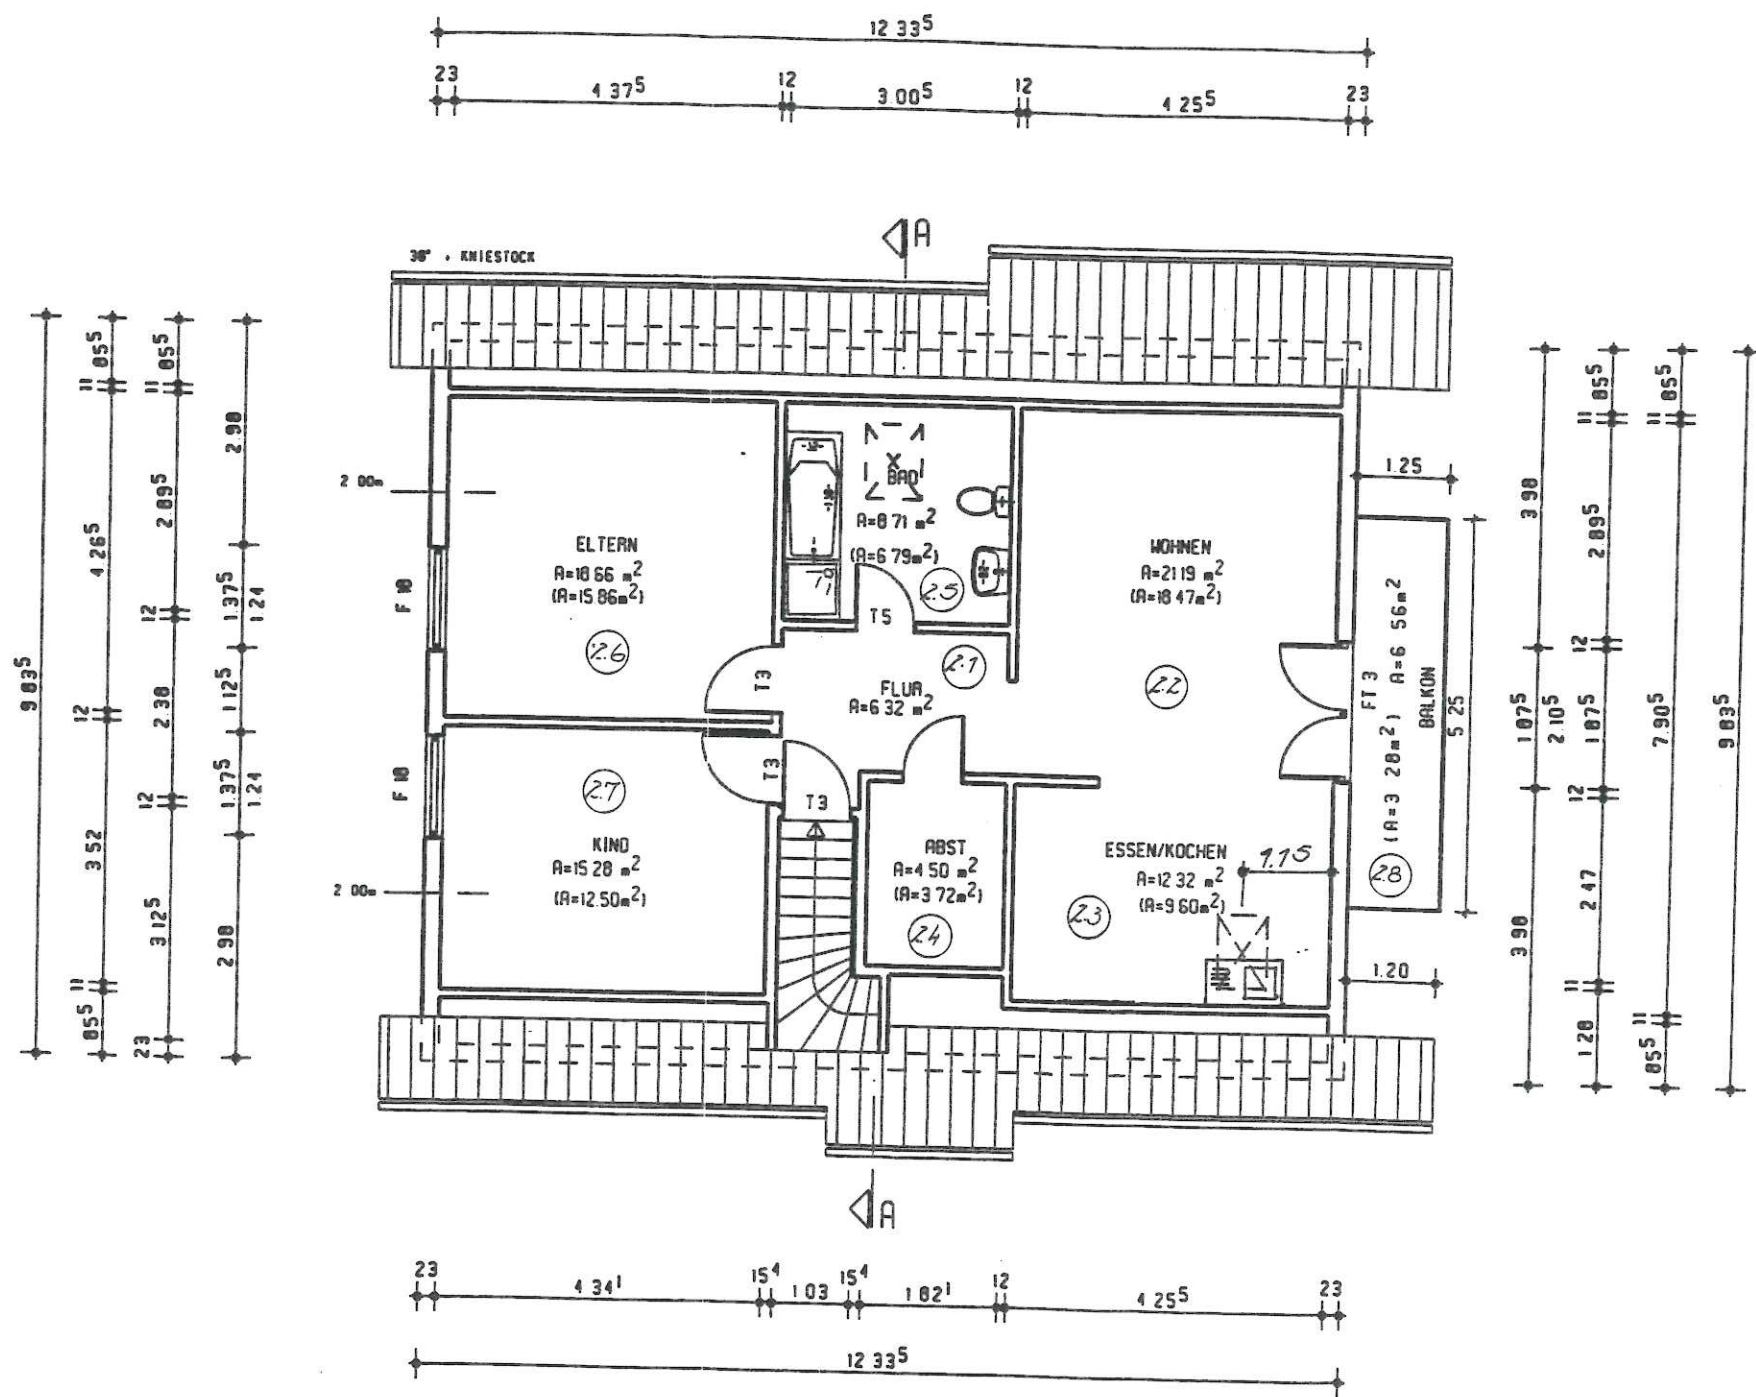 12 33⁵
23
4 37⁵
12
3.00⁵
12
4 25⁵
23
A
38° + KNIESTOCK
9 83⁵
85⁵
11
4.26⁵
12
3 52
11
85⁵
85⁵
11
2.89⁵
12
2.38
12
3 12⁵
23
2.98
1.37⁵
1.24
1.12⁵
1.37⁵
1.24
2 98
2 00m
F 18
F 18
2 00m
ELTERN
A=18 66 m²
(A=15.86m²)
2.6
T3
BAD
A=8 71 m²
(A=6 79m²)
2.5
T5
WOHNEN
A=21 19 m²
(A=18 47m²)
2.2
2.1
FLUR
A=6 32 m²
T3
T3
2.7
KIND
A=15 28 m²
(A=12.50m²)
ABST
A=4 50 m²
(A=3 72m²)
2.4
ESSEN/KOCHEN
A=12 32 m²
(A=9 60m²)
1.15
2.3
1.25
FT 3
(A=3 28m²) A=6 56m²
BALKON
5 25
2.8
1.20
3 98
1 87⁵
2.10⁵
3.98
85⁵
11
2.89⁵
12
1 87⁵
12
2 47
11
1.28
85⁵
11
7.90⁵
11
85⁵
9 83⁵
A
23
4 34¹
15⁴
1 03
15⁴
1 82¹
12
4 25⁵
23
12 33⁵